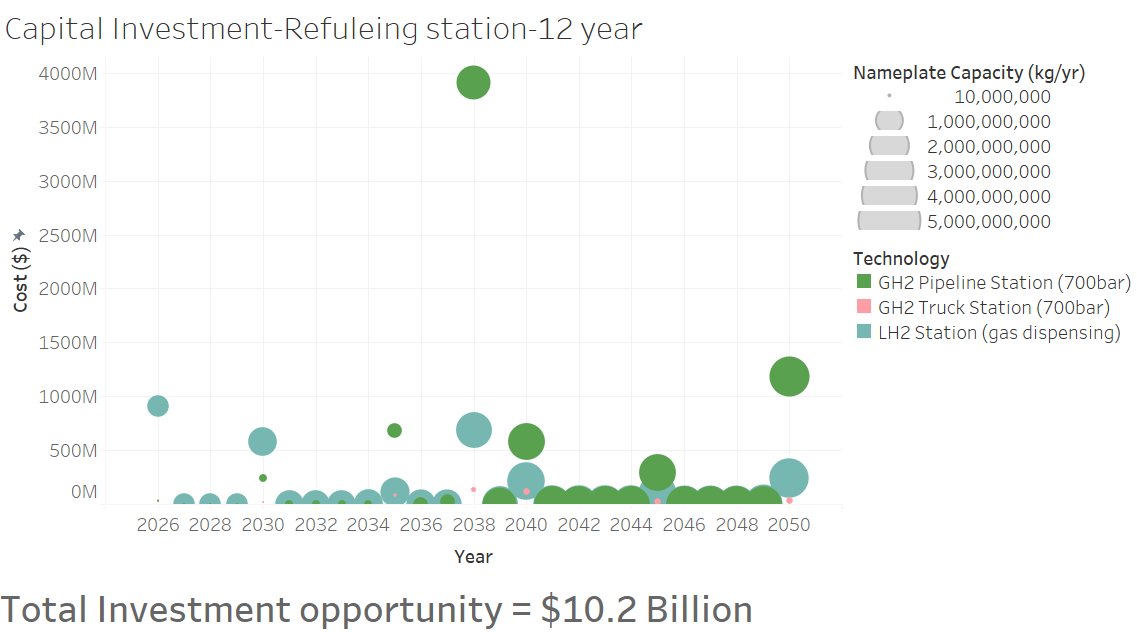 Capital Investment-Refuleing station-12 year
4000M
3500M
3000M
2500M
2000M
1500M
1000M
500M
0M
Cost ($)
2026 2028 2030 2032 2034 2036 2038 2040 2042 2044 2046 2048 2050
Year
Nameplate Capacity (kg/yr)
10,000,000
1,000,000,000
2,000,000,000
3,000,000,000
4,000,000,000
5,000,000,000
Technology
GH2 Pipeline Station (700bar)
GH2 Truck Station (700bar)
LH2 Station (gas dispensing)
Total Investment opportunity = $10.2 Billion